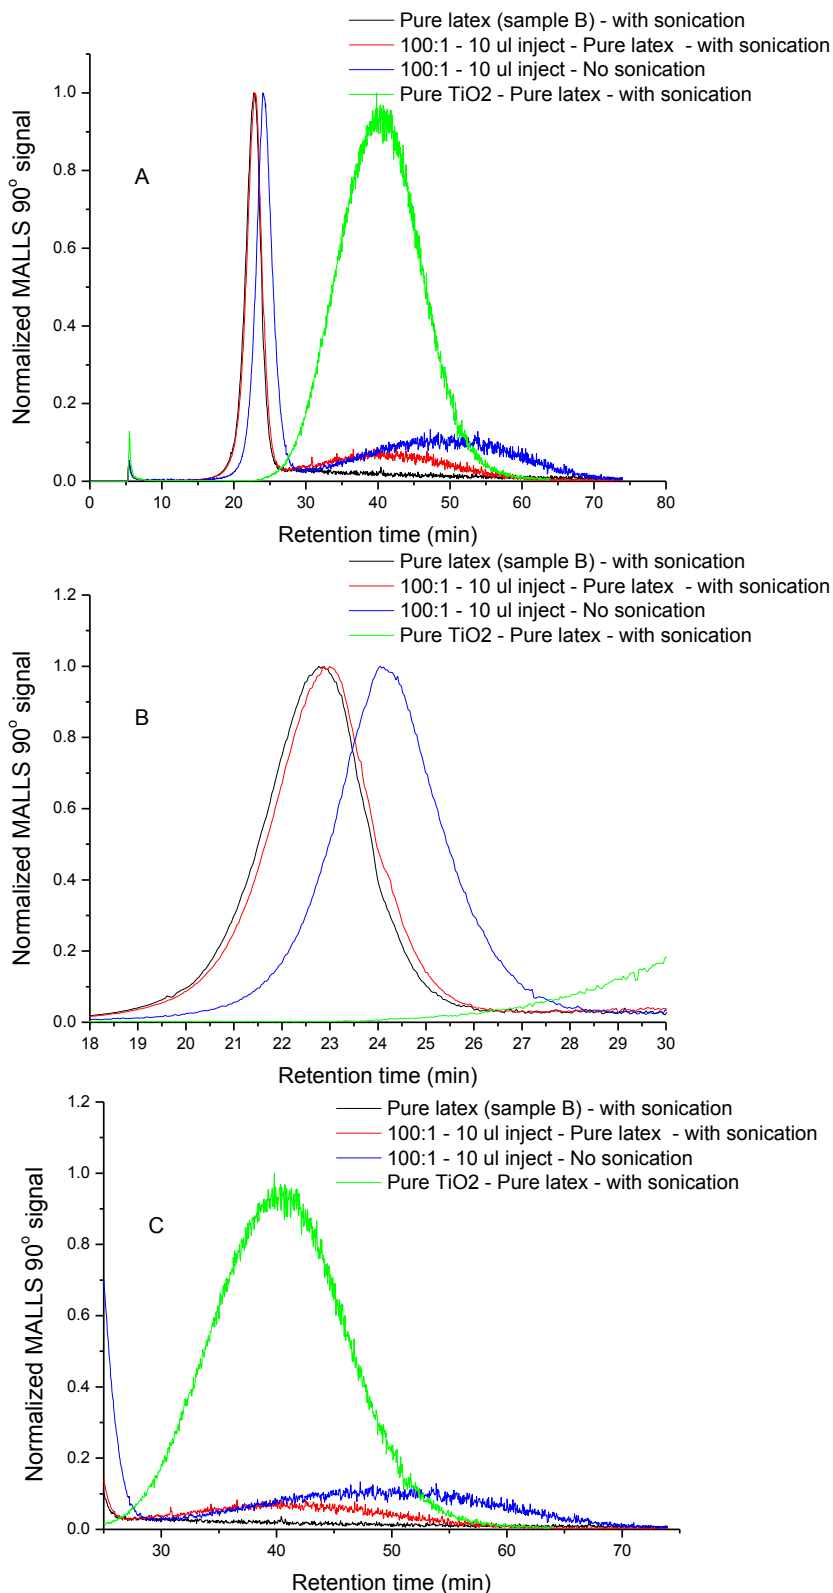 Pure latex (sample B) - with sonication
100:1 - 10 ul inject - Pure latex - with sonication
100:1 - 10 ul inject - No sonication
Pure TiO2 - Pure latex - with sonication
A
Normalized MALLS 90° signal
1.0
0.8
0.6
0.4
0.2
0.0
0 10 20 30 40 50 60 70 80
Retention time (min)
Pure latex (sample B) - with sonication
100:1 - 10 ul inject - Pure latex - with sonication
100:1 - 10 ul inject - No sonication
Pure TiO2 - Pure latex - with sonication
B
Normalized MALLS 90° signal
1.2
1.0
0.8
0.6
0.4
0.2
0.0
18 19 20 21 22 23 24 25 26 27 28 29 30
Retention time (min)
Pure latex (sample B) - with sonication
100:1 - 10 ul inject - Pure latex - with sonication
100:1 - 10 ul inject - No sonication
Pure TiO2 - Pure latex - with sonication
C
Normalized MALLS 90° signal
1.2
1.0
0.8
0.6
0.4
0.2
0.0
30 40 50 60 70
Retention time (min)